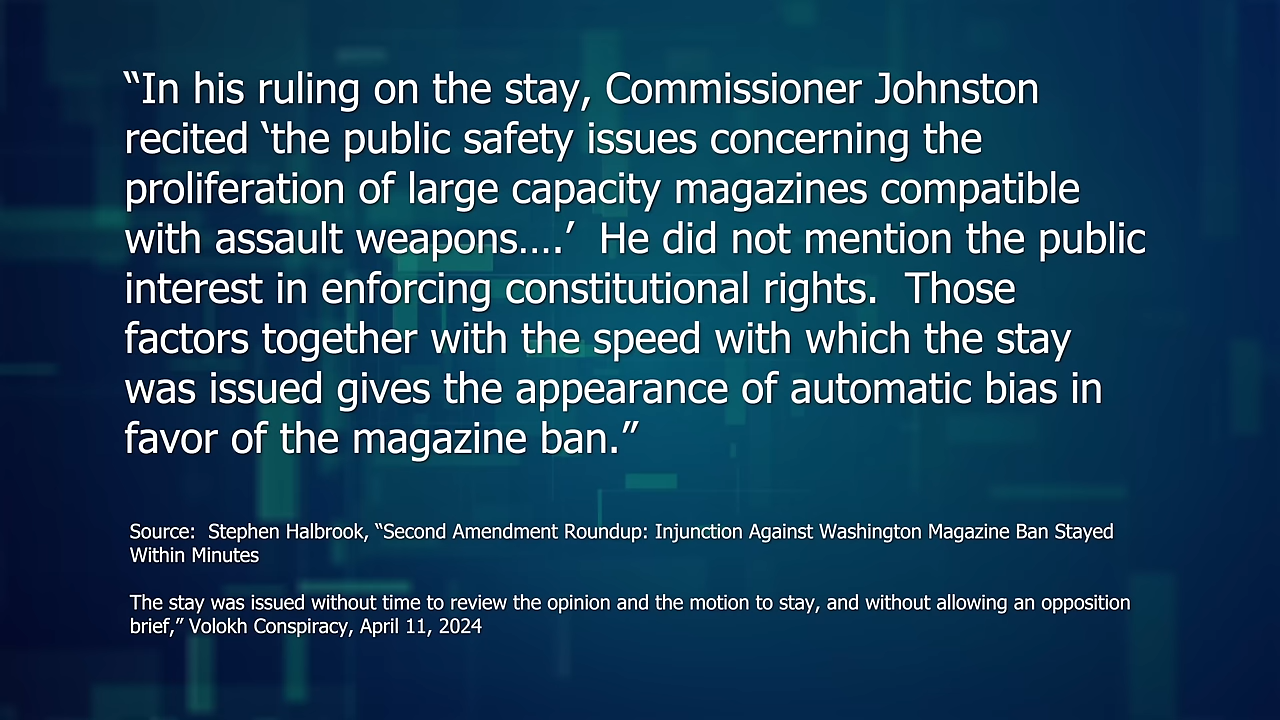 “In his ruling on the stay, Commissioner Johnston
recited ‘the public safety issues concerning the
proliferation of large capacity magazines compatible
with assault weapons….’  He did not mention the public
interest in enforcing constitutional rights.  Those
factors together with the speed with which the stay
was issued gives the appearance of automatic bias in
favor of the magazine ban.”
Source:  Stephen Halbrook, “Second Amendment Roundup: Injunction Against Washington Magazine Ban Stayed
Within Minutes
The stay was issued without time to review the opinion and the motion to stay, and without allowing an opposition
brief,” Volokh Conspiracy, April 11, 2024